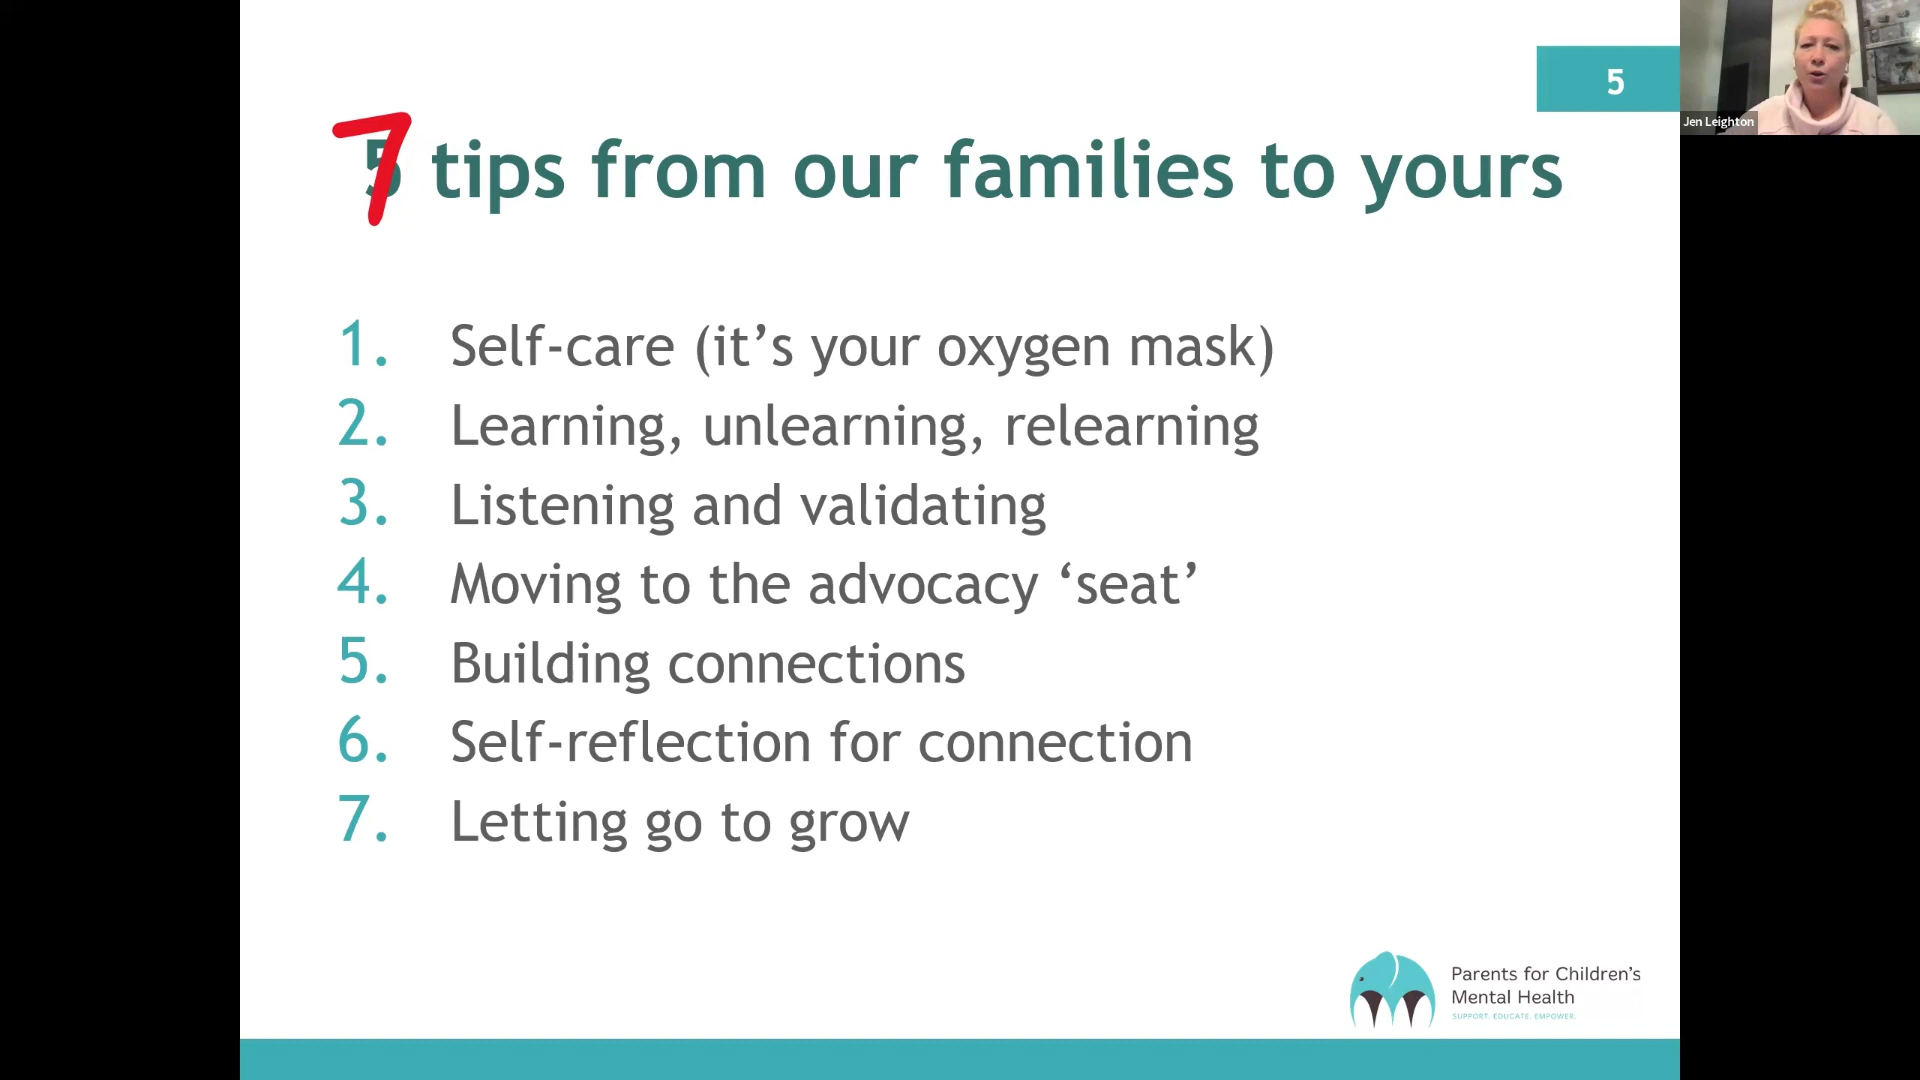 5
Jen Leighton
7 tips from our families to yours
1. Self-care (it’s your oxygen mask)
2. Learning, unlearning, relearning
3. Listening and validating
4. Moving to the advocacy ‘seat’
5. Building connections
6. Self-reflection for connection
7. Letting go to grow
Parents for Children’s
Mental Health
SUPPORT. EDUCATE. EMPOWER.